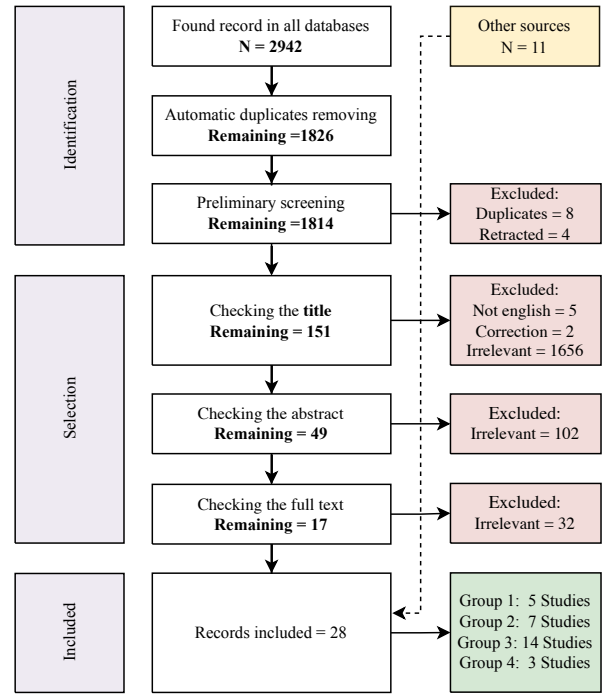 Found record in all databases
N = 2942
Other sources
N = 11
Identification
Automatic duplicates removing
Remaining =1826
Preliminary screening
Remaining =1814
Excluded:
Duplicates = 8
Retracted = 4
Selection
Checking the title
Remaining = 151
Excluded:
Not english = 5
Correction = 2
Irrelevant = 1656
Checking the abstract
Remaining = 49
Excluded:
Irrelevant = 102
Checking the full text
Remaining = 17
Excluded:
Irrelevant = 32
Included
Records included = 28
Group 1: 5 Studies
Group 2: 7 Studies
Group 3: 14 Studies
Group 4: 3 Studies